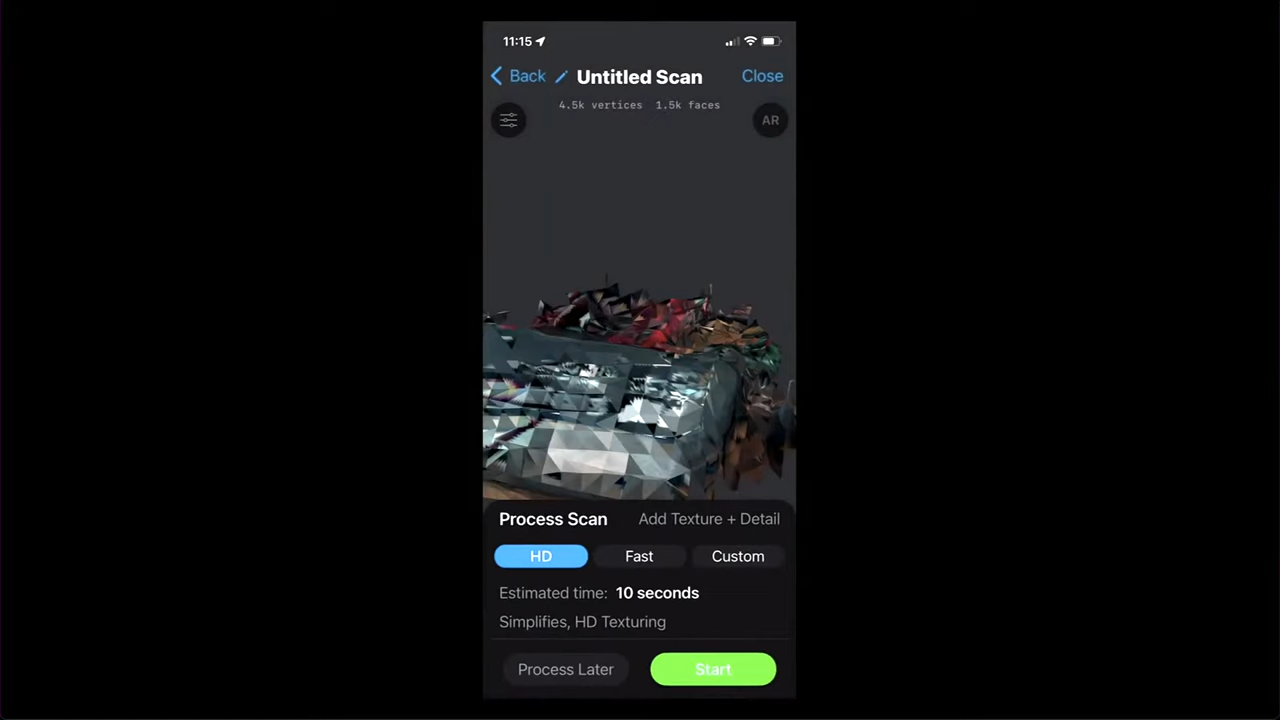 11:15
Back Untitled Scan Close
4.5k vertices 1.5k faces
AR
Process Scan Add Texture + Detail
HD Fast Custom
Estimated time: 10 seconds
Simplifies, HD Texturing
Process Later Start